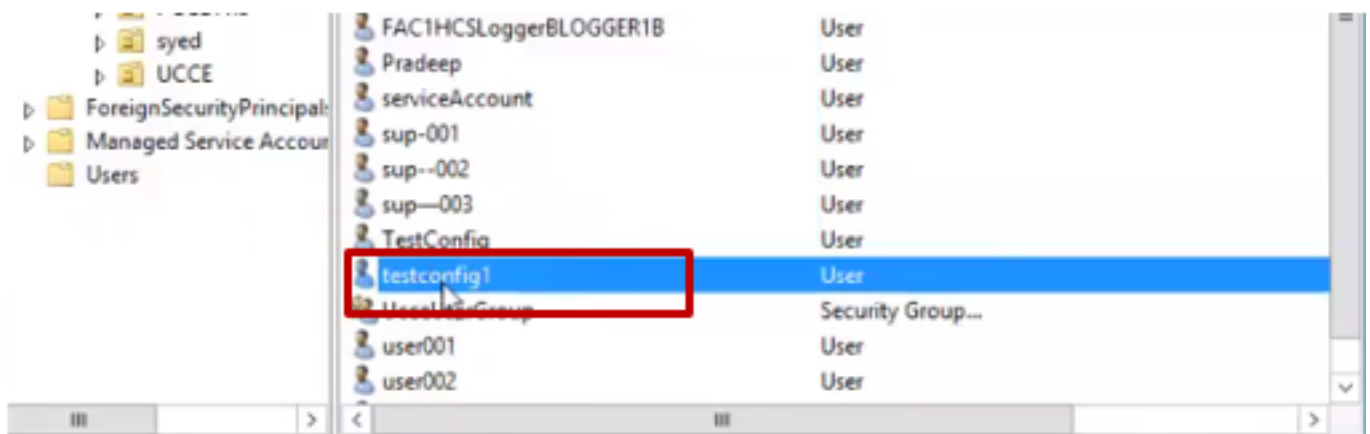 syed
UCCE
ForeignSecurityPrincipals
Managed Service Accour
Users
FAC1HCSLoggerBLOGGER1B User
Pradeep User
serviceAccount User
sup-001 User
sup--002 User
sup—003 User
TestConfig User
testconfig1 User
Security Group...
user001 User
user002 User